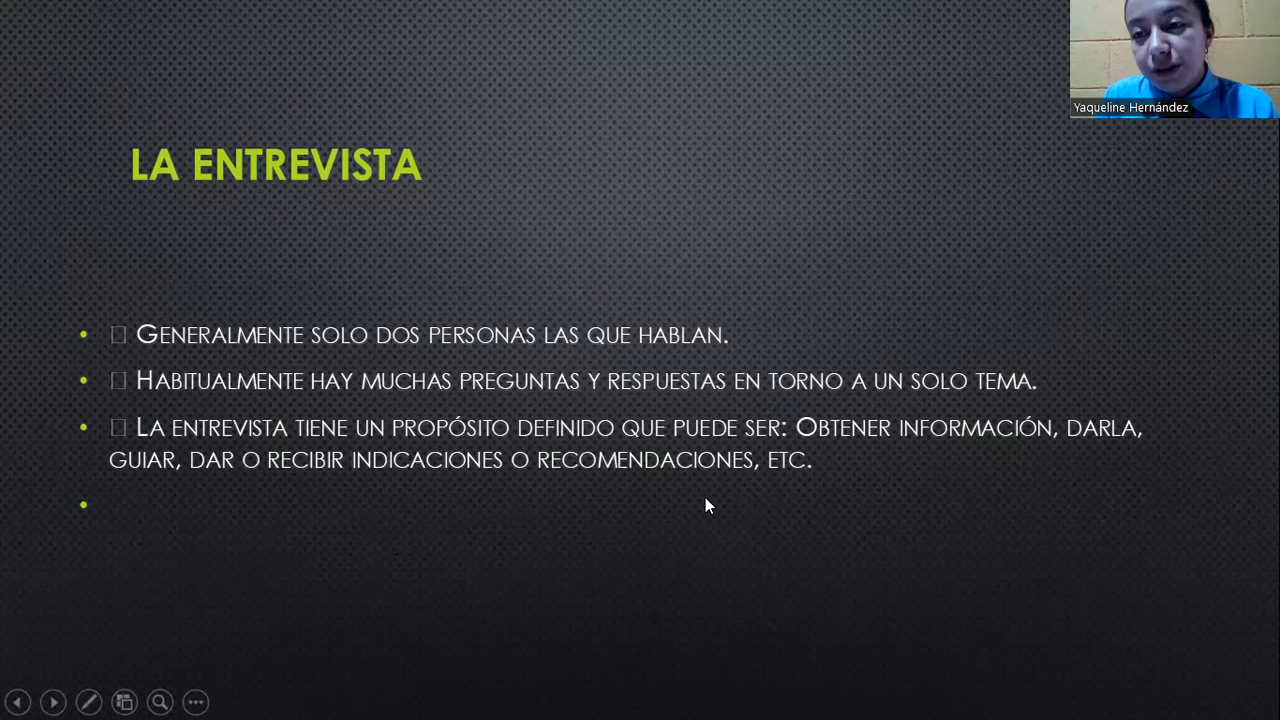 Yaqueline Hernández
LA ENTREVISTA
• □ GENERALMENTE SOLO DOS PERSONAS LAS QUE HABLAN.
• □ HABITUALMENTE HAY MUCHAS PREGUNTAS Y RESPUESTAS EN TORNO A UN SOLO TEMA.
• □ LA ENTREVISTA TIENE UN PROPÓSITO DEFINIDO QUE PUEDE SER: OBTENER INFORMACIÓN, DARLA,
GUIAR, DAR O RECIBIR INDICACIONES O RECOMENDACIONES, ETC.
•